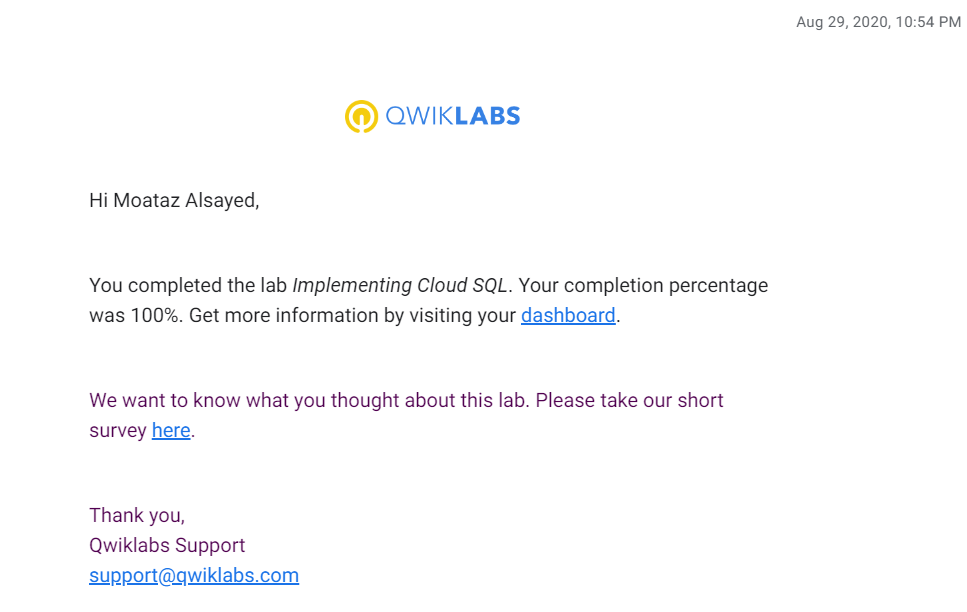 Aug 29, 2020, 10:54 PM
QWIKLABS
Hi Moataz Alsayed,
You completed the lab Implementing Cloud SQL. Your completion percentage
was 100%. Get more information by visiting your dashboard.
We want to know what you thought about this lab. Please take our short
survey here.
Thank you,
Qwiklabs Support
support@qwiklabs.com